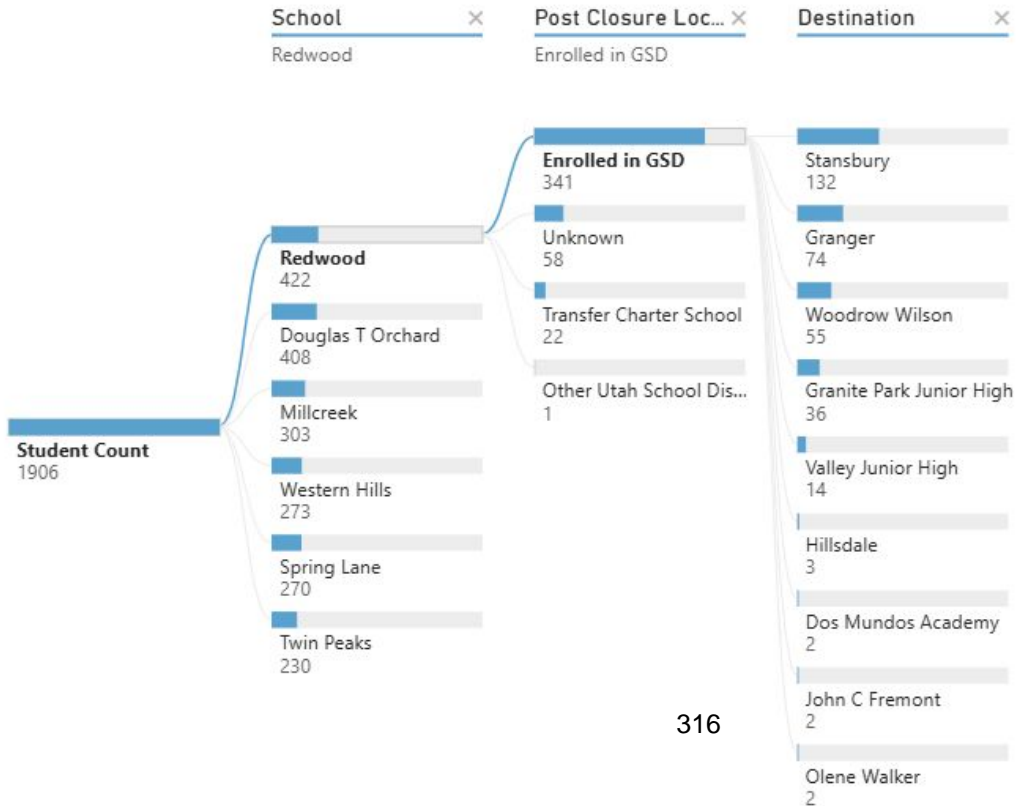 School ×
Redwood
Post Closure Loc... ×
Enrolled in GSD
Destination ×
Student Count
1906
Redwood
422
Douglas T Orchard
408
Millcreek
303
Western Hills
273
Spring Lane
270
Twin Peaks
230
Enrolled in GSD
341
Unknown
58
Transfer Charter School
22
Other Utah School Dis...
1
Stansbury
132
Granger
74
Woodrow Wilson
55
Granite Park Junior High
36
Valley Junior High
14
Hillsdale
3
Dos Mundos Academy
2
John C Fremont
2
Olene Walker
2
316